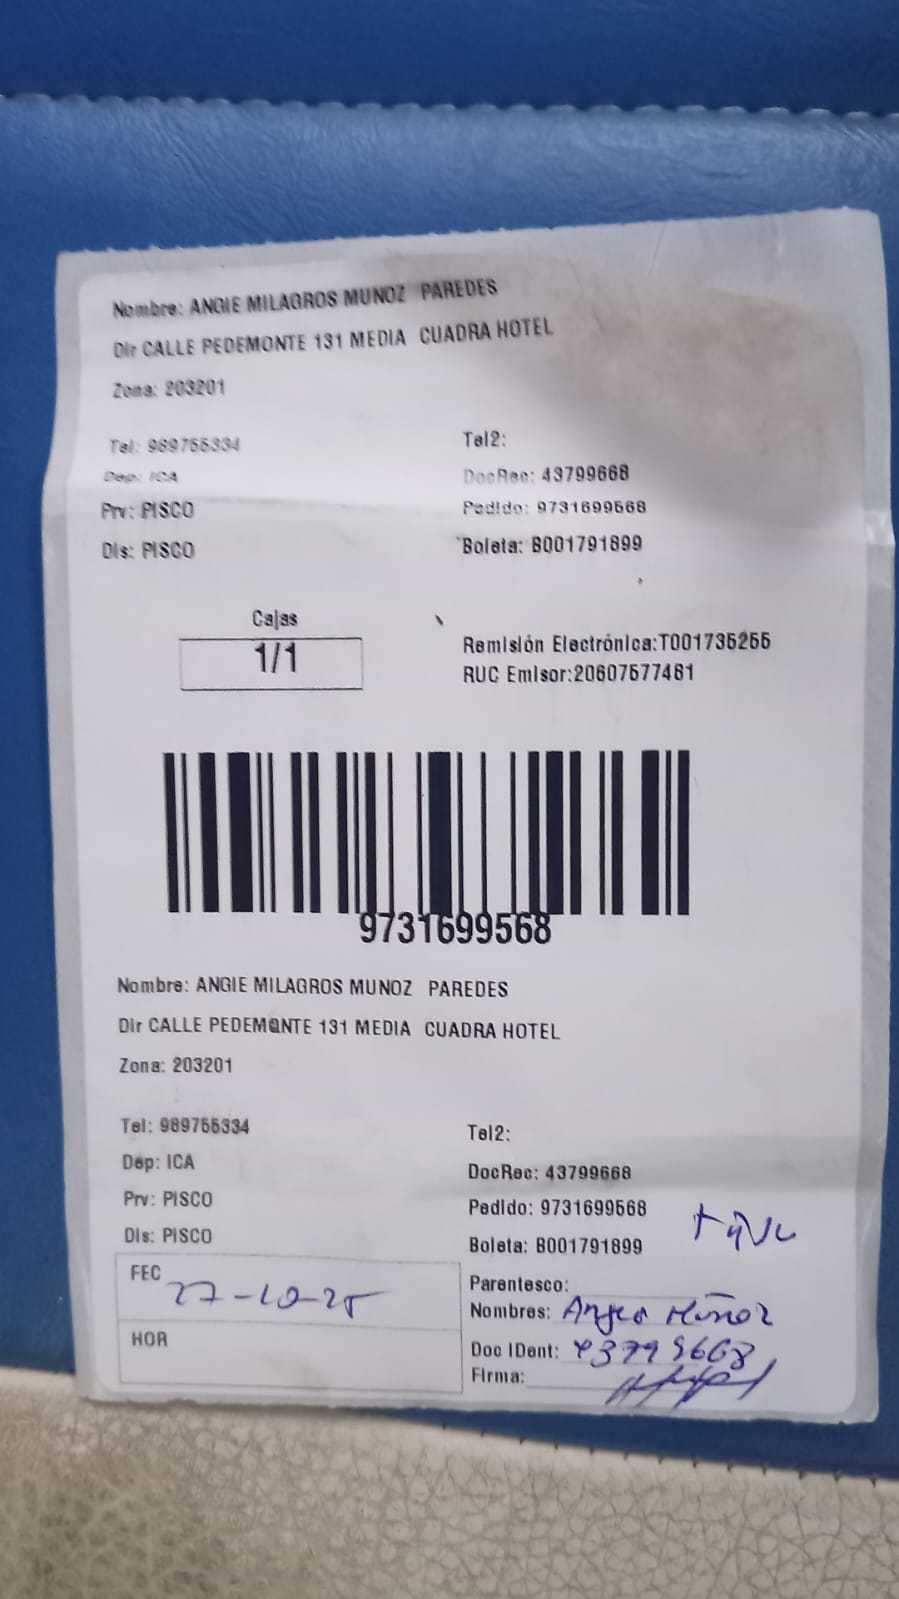 Nombre: ANGIE MILAGROS MUNOZ PAREDES
Dir CALLE PEDEMONTE 131 MEDIA CUADRA HOTEL
Zona: 203201
Tel: 989755334 Tel2:
Dep: ICA DocRec: 43799668
Prv: PISCO Pedido: 9731699568
Dis: PISCO Boleta: B001791899
Cajas
1/1
Remisión Electrónica:T001735255
RUC Emisor:20607577481
9731699568
Nombre: ANGIE MILAGROS MUNOZ PAREDES
Dir CALLE PEDEMONTE 131 MEDIA CUADRA HOTEL
Zona: 203201
Tel: 989755334 Tel2:
Dep: ICA DocRec: 43799668
Prv: PISCO Pedido: 9731699568
Dis: PISCO Boleta: B001791899
FEC 27-10-25
HOR
Parentesco:
Nombres: Angie Muñoz
Doc IDent: 43799668
Firma: